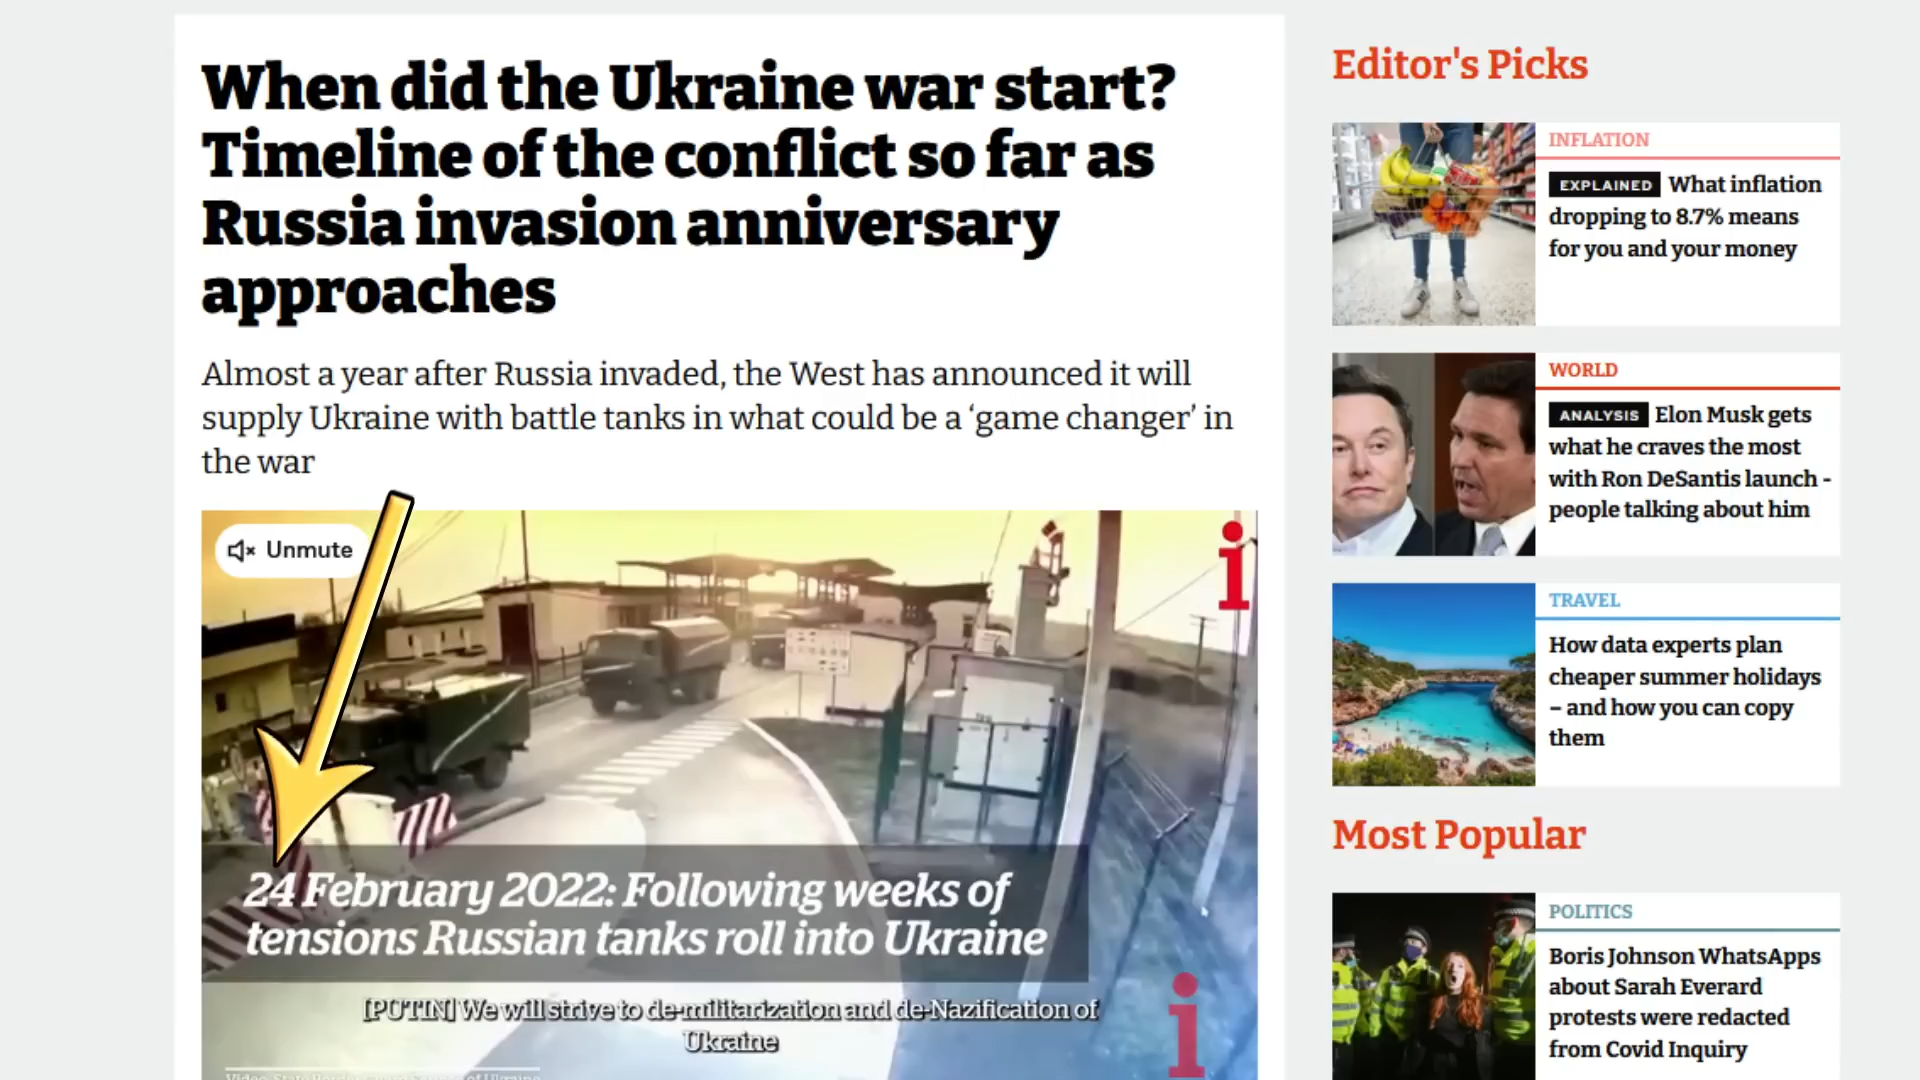 When did the Ukraine war start?
Timeline of the conflict so far as
Russia invasion anniversary
approaches
Almost a year after Russia invaded, the West has announced it will
supply Ukraine with battle tanks in what could be a ‘game changer’ in
the war
Unmute
i
24 February 2022: Following weeks of
tensions Russian tanks roll into Ukraine
[PUTIN] We will strive to de-militarization and de-Nazification of
Ukraine
i
Editor's Picks
INFLATION
EXPLAINED What inflation
dropping to 8.7% means
for you and your money
WORLD
ANALYSIS Elon Musk gets
what he craves the most
with Ron DeSantis launch -
people talking about him
TRAVEL
How data experts plan
cheaper summer holidays
– and how you can copy
them
Most Popular
POLITICS
Boris Johnson WhatsApps
about Sarah Everard
protests were redacted
from Covid Inquiry